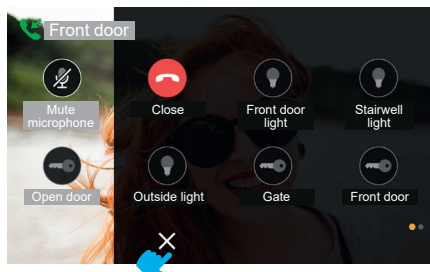 Front door
Mute
microphone
Close
Front door
light
Stairwell
light
Open door
Outside light
Gate
Front door